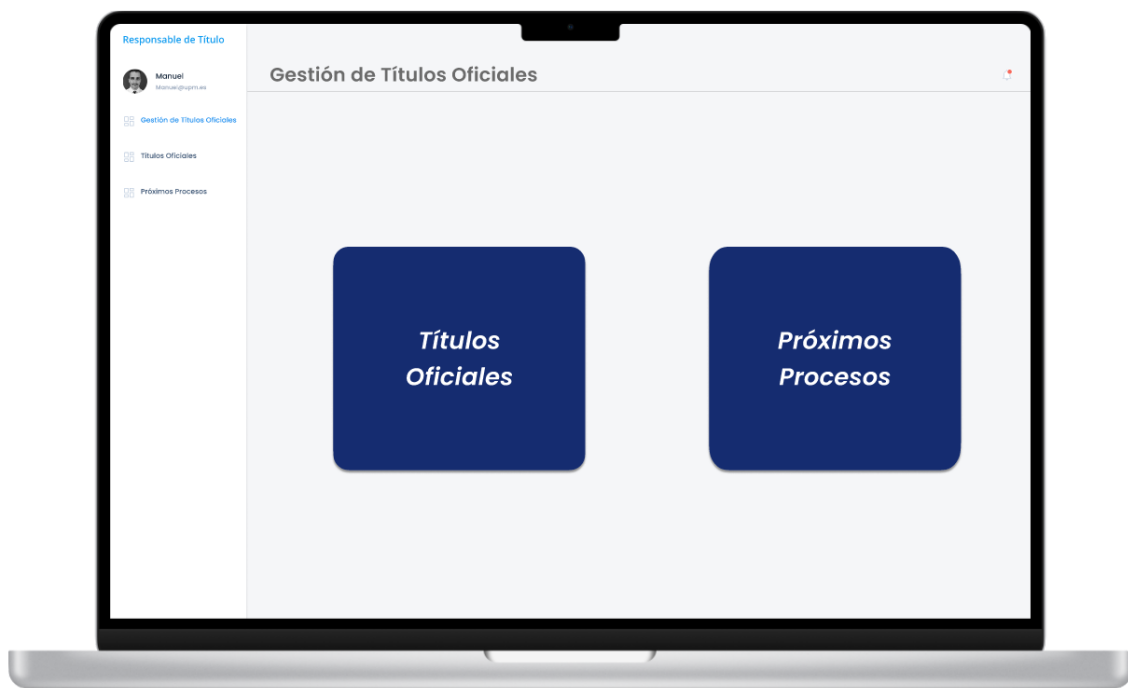 Responsable de Título
Manuel
Manuel@upm.es
Gestión de Títulos Oficiales
Títulos Oficiales
Próximos Procesos
Gestión de Títulos Oficiales
Títulos
Oficiales
Próximos
Procesos